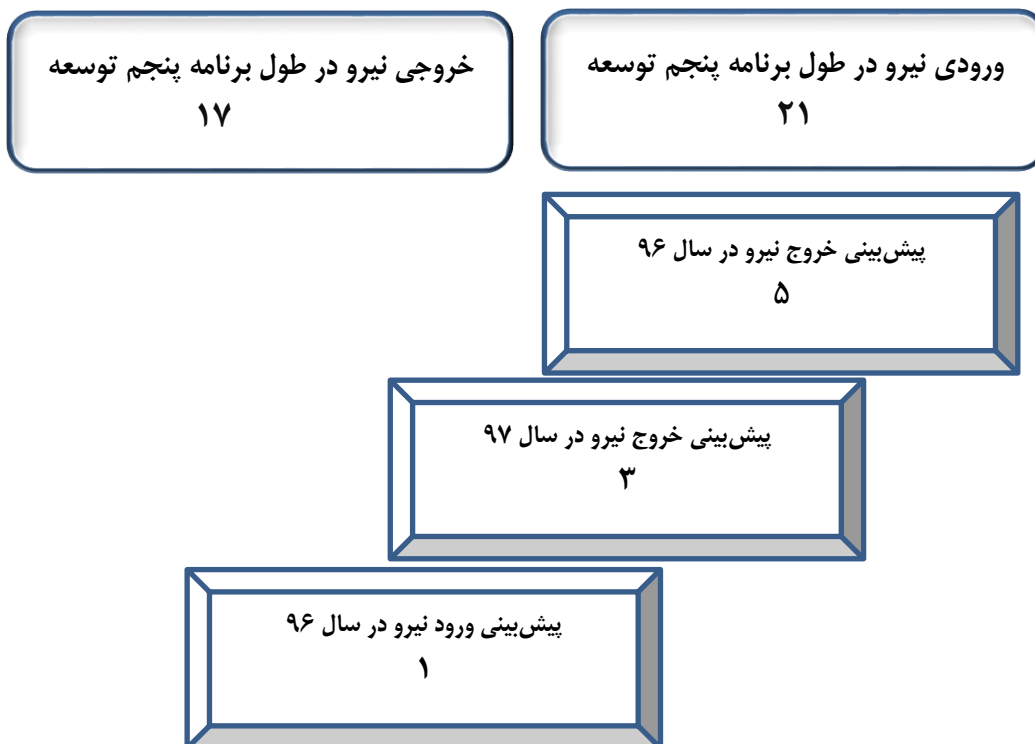 ورودی نیرو در طول برنامه پنجم توسعه
۲۱
خروجی نیرو در طول برنامه پنجم توسعه
۱۷
پیش‌بینی خروج نیرو در سال ۹۶
۵
پیش‌بینی خروج نیرو در سال ۹۷
۳
پیش‌بینی ورود نیرو در سال ۹۶
۱